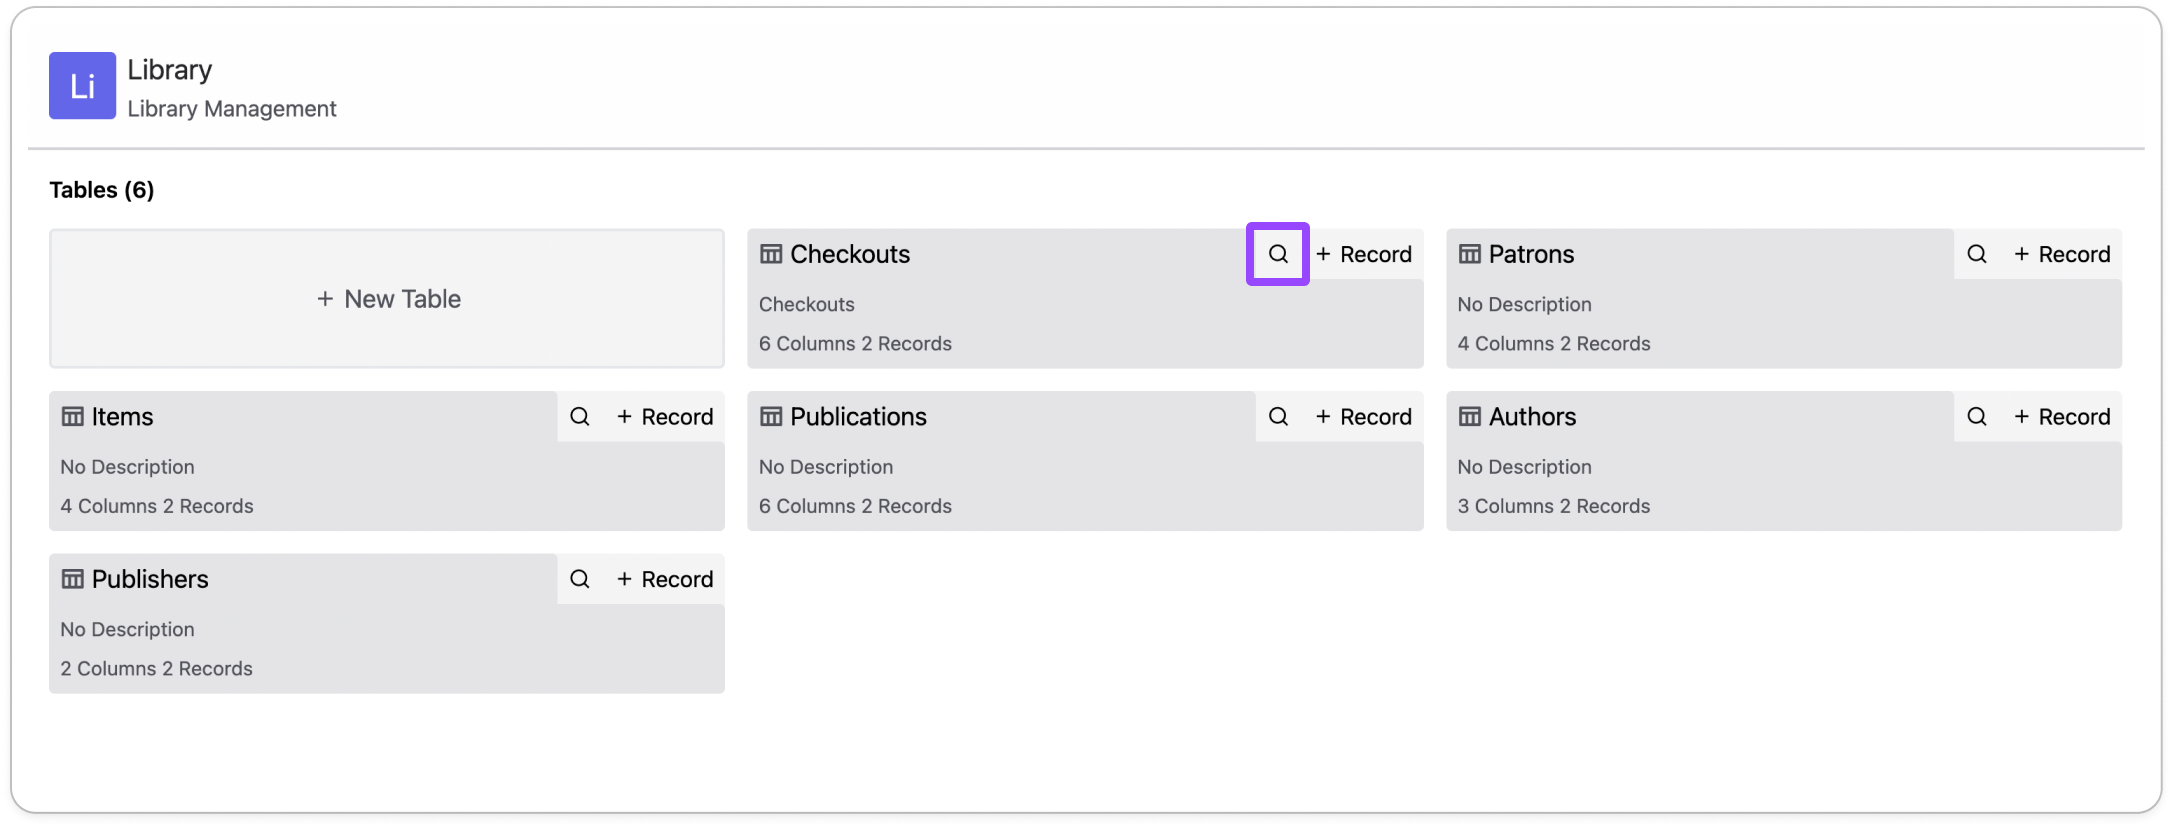 Li
Library
Library Management
Tables (6)
+ New Table
Checkouts
+ Record
Checkouts
6 Columns 2 Records
Patrons
+ Record
No Description
4 Columns 2 Records
Items
+ Record
No Description
4 Columns 2 Records
Publications
+ Record
No Description
6 Columns 2 Records
Authors
+ Record
No Description
3 Columns 2 Records
Publishers
+ Record
No Description
2 Columns 2 Records